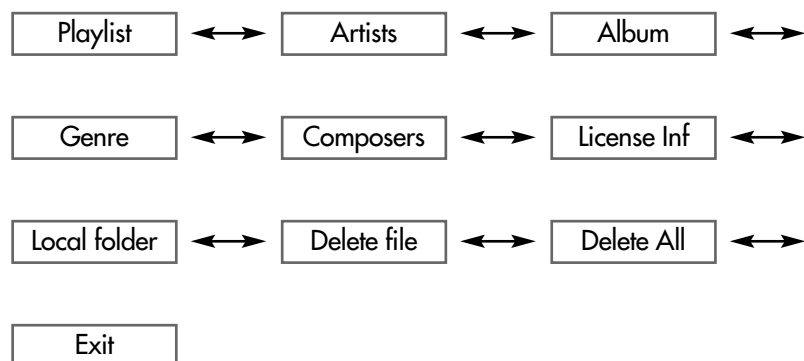 Playlist Artists Album
Genre Composers License Inf
Local folder Delete file Delete All
Exit